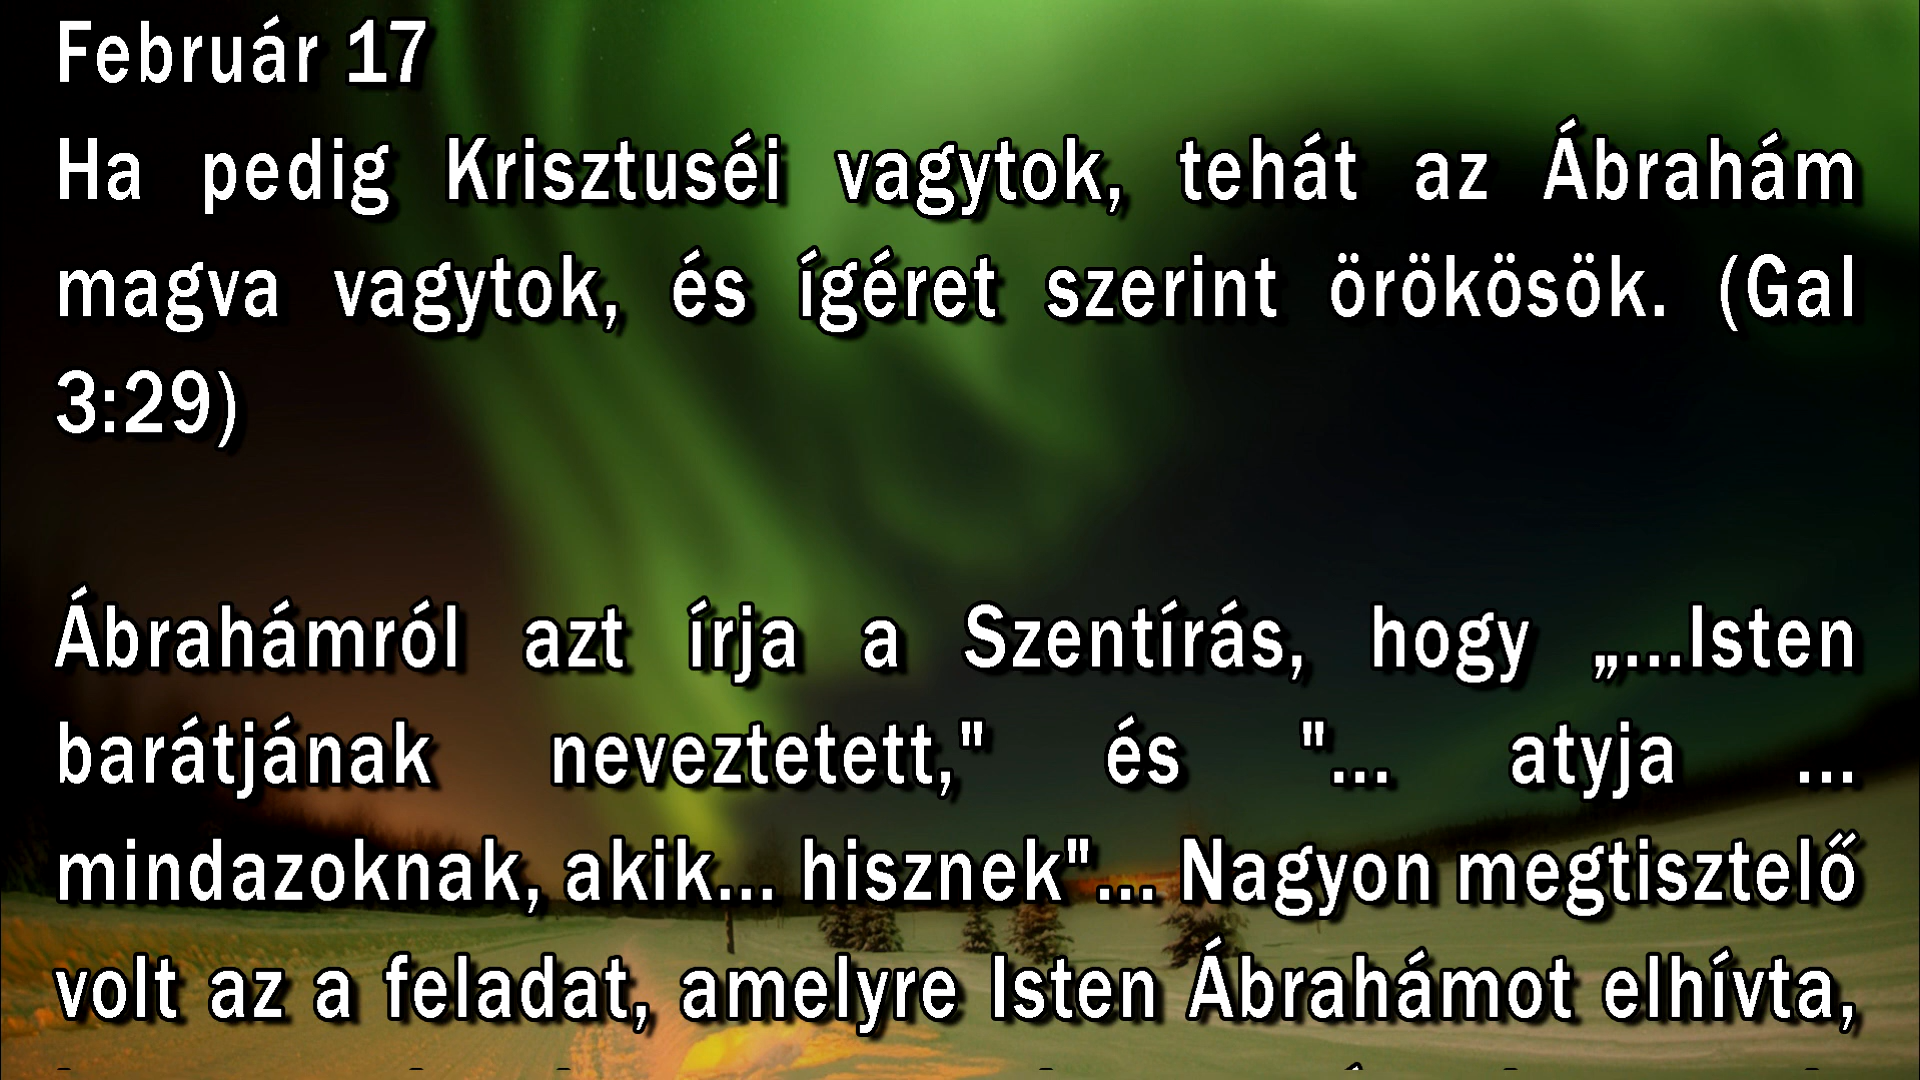 Február 17
Ha pedig Krisztuséi vagytok, tehát az Ábrahám
magva vagytok, és ígéret szerint örökösök. (Gal
3:29)
Ábrahámról azt írja a Szentírás, hogy „...Isten
barátjának neveztetett," és "... atyja ...
mindazoknak, akik... hisznek"... Nagyon megtisztelő
volt az a feladat, amelyre Isten Ábrahámot elhívta,